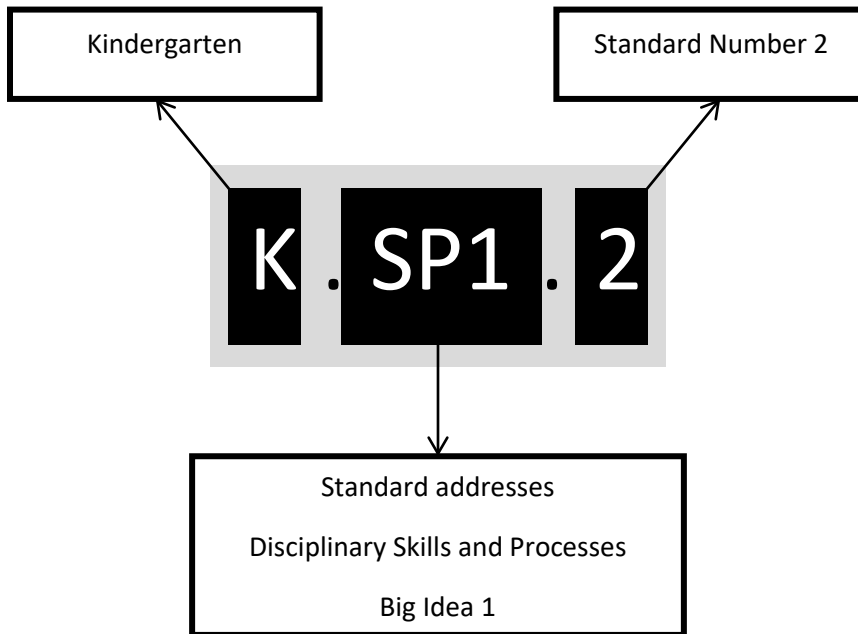 Kindergarten
Standard Number 2
K . SP1 . 2
Standard addresses
Disciplinary Skills and Processes
Big Idea 1